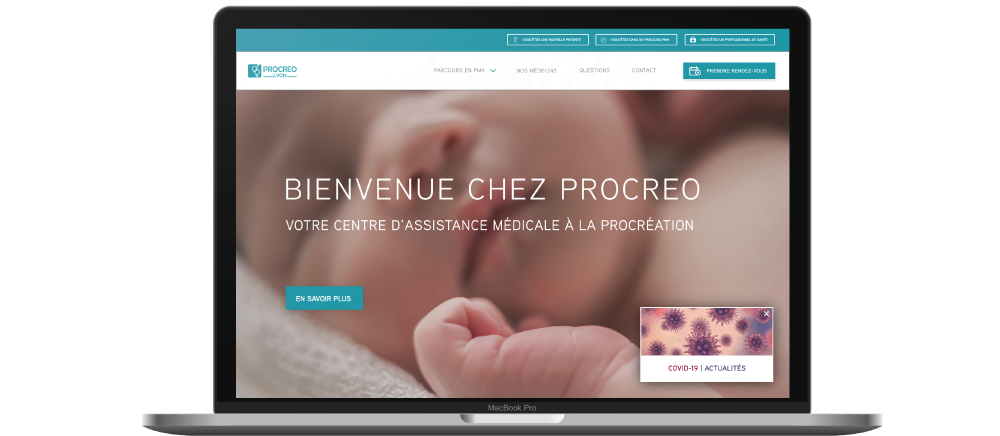 VOUS ÊTES UNE NOUVELLE PATIENTE
VOUS ÊTES DANS UN PARCOURS PMA
VOUS ÊTES UN PROFESSIONNEL DE SANTÉ
PROCREO
LYON
PARCOURS EN PMA
NOS MÉDECINS
QUESTIONS
CONTACT
PRENDRE RENDEZ-VOUS
BIENVENUE CHEZ PROCREO
VOTRE CENTRE D'ASSISTANCE MÉDICALE À LA PROCRÉATION
EN SAVOIR PLUS
COVID-19 | ACTUALITÉS
MacBook Pro